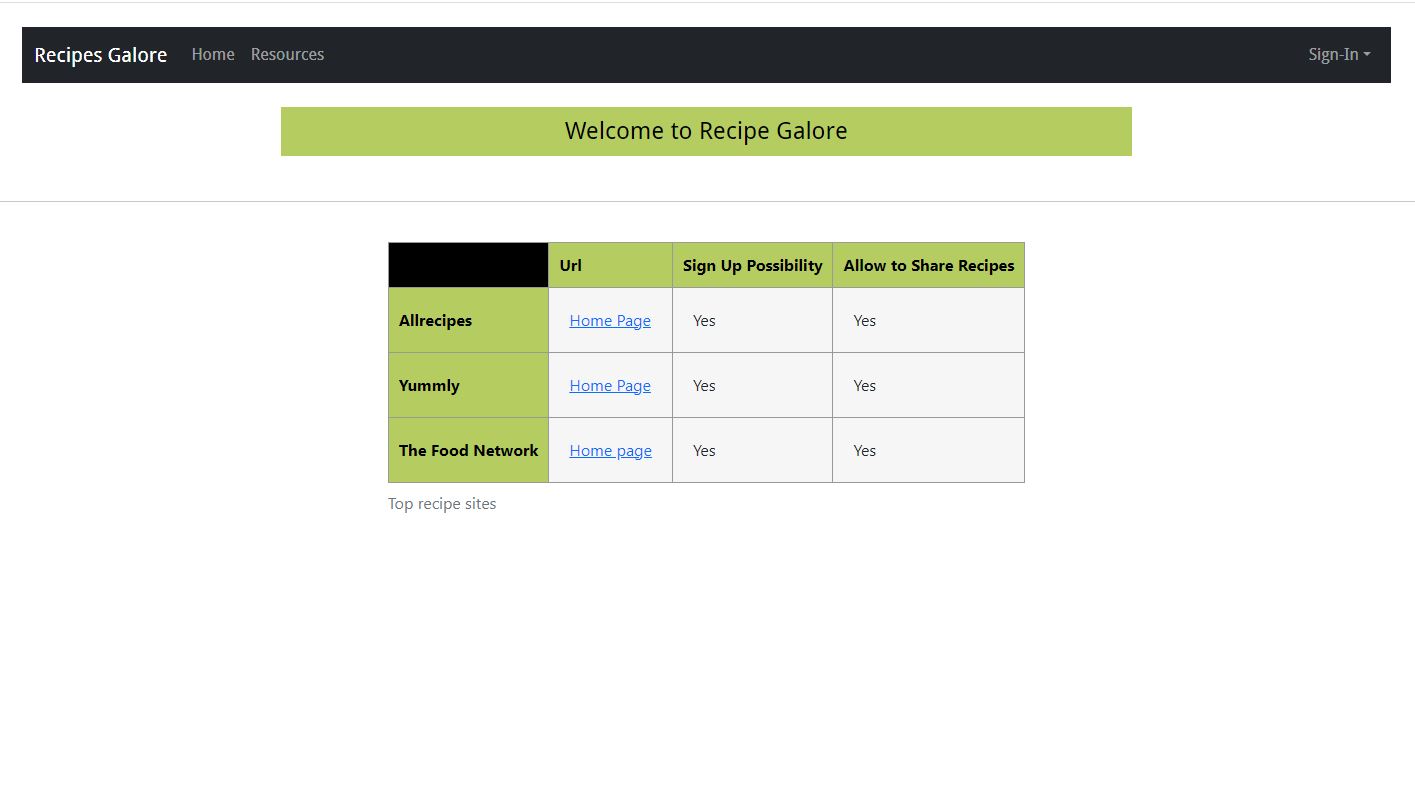 Recipes Galore Home Resources Sign-In
Welcome to Recipe Galore
Url Sign Up Possibility Allow to Share Recipes
Allrecipes Home Page Yes Yes
Yummly Home Page Yes Yes
The Food Network Home page Yes Yes
Top recipe sites